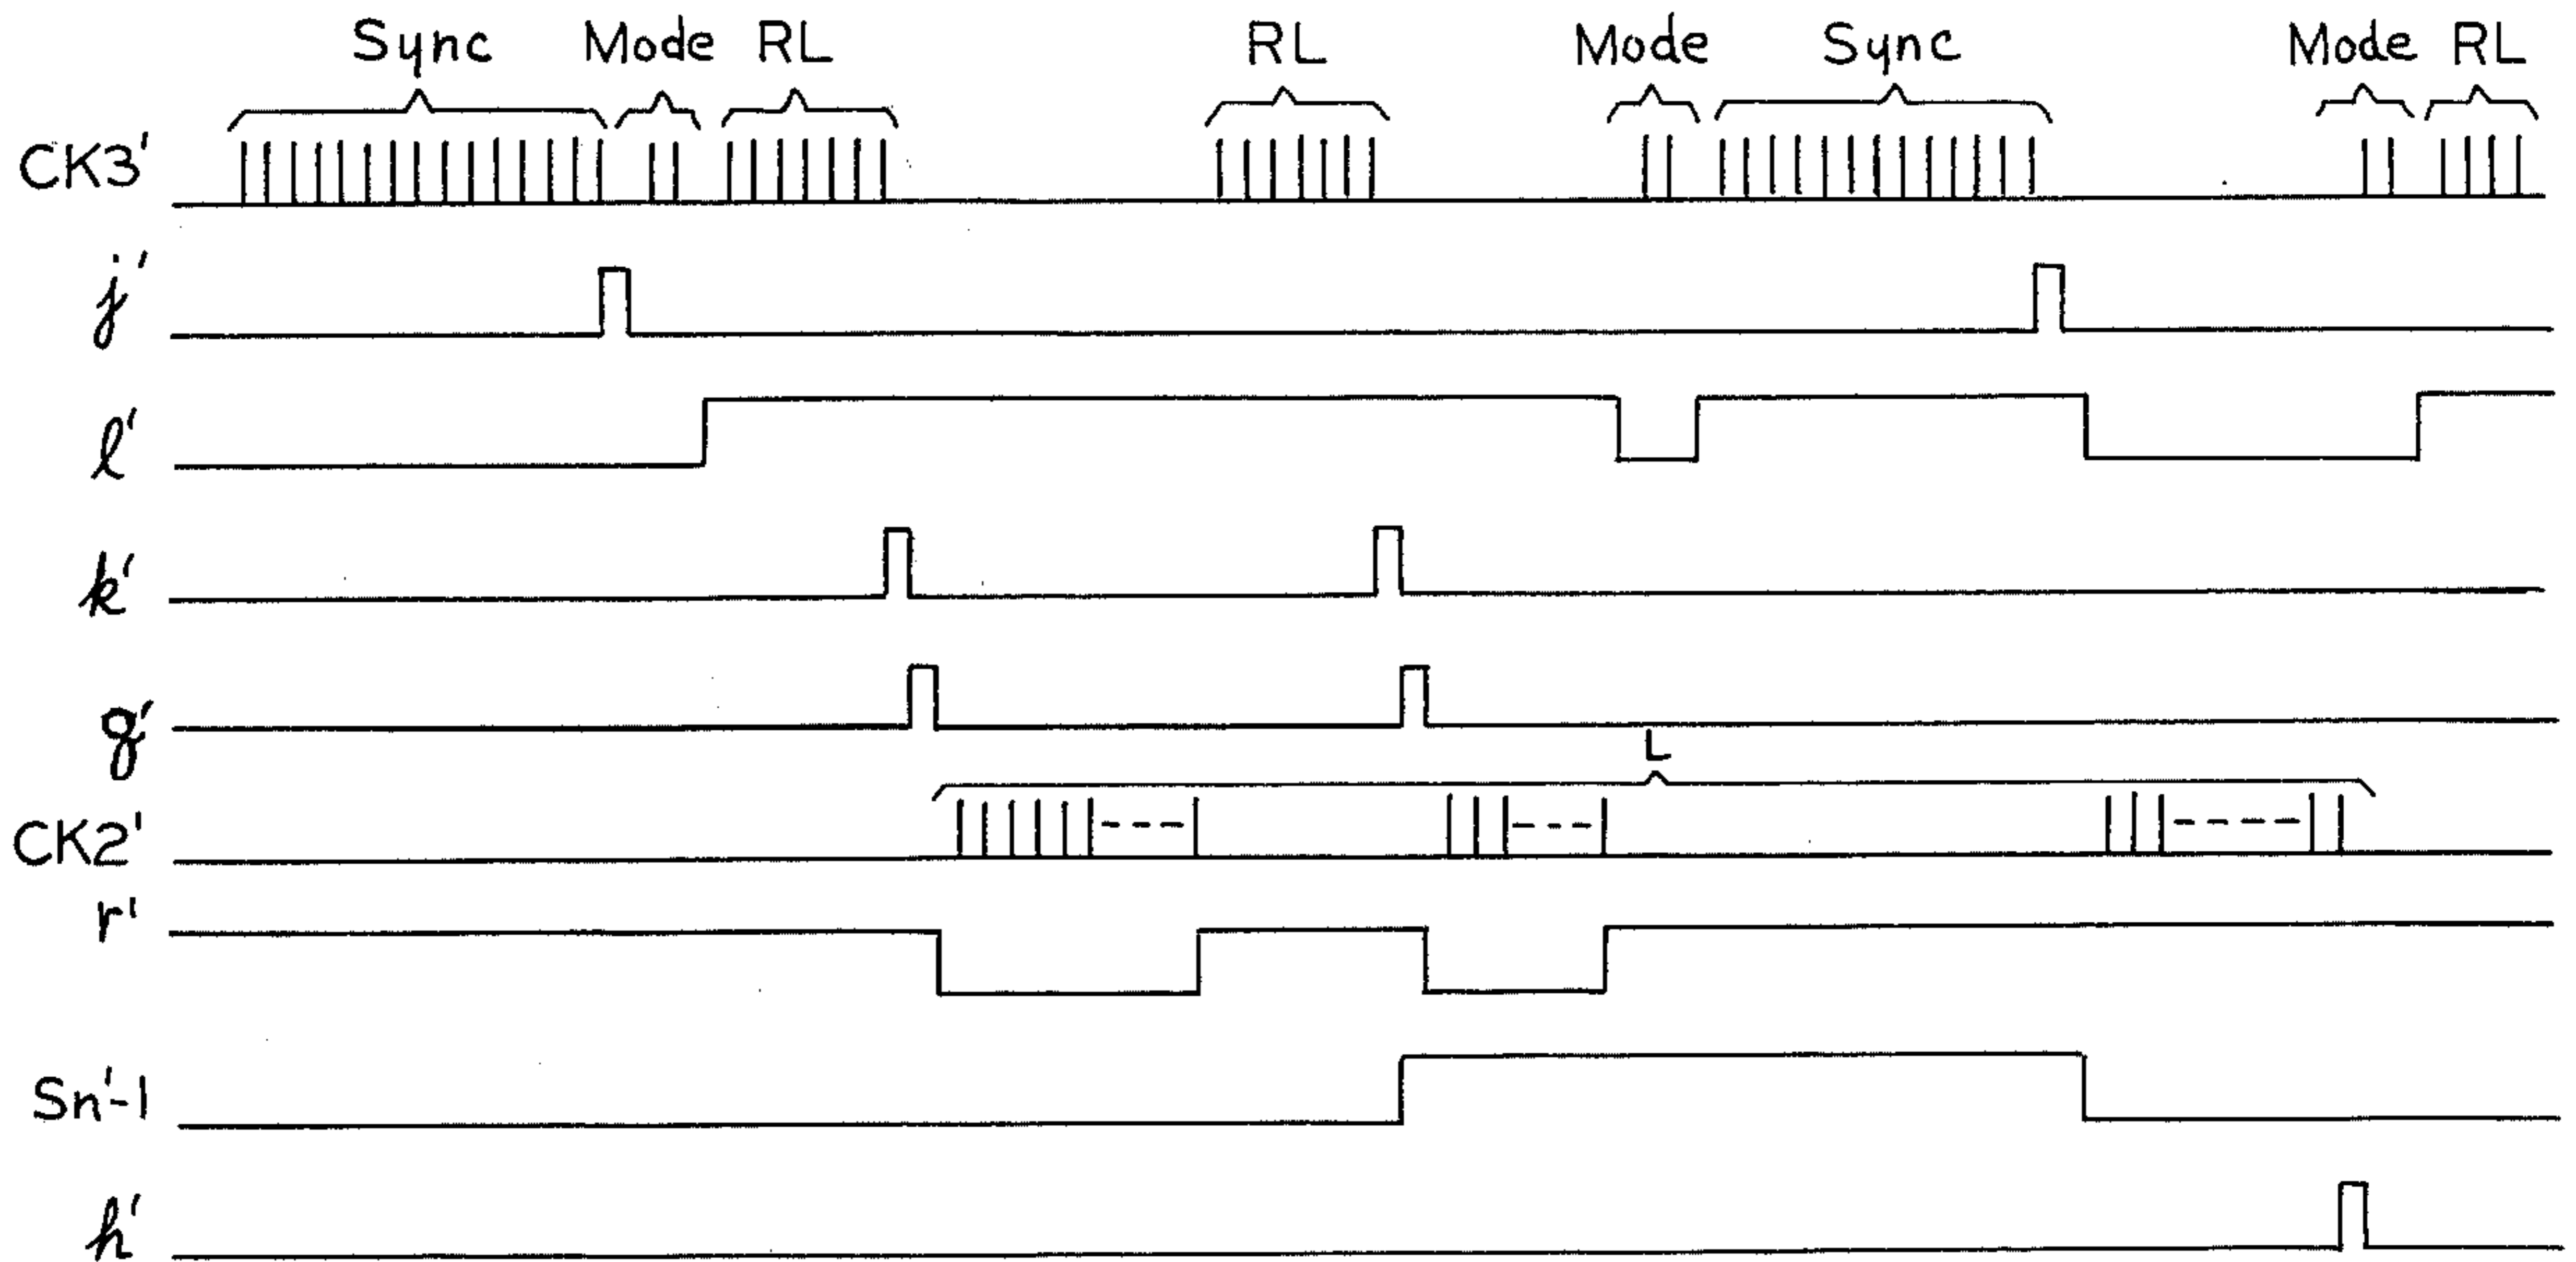 Sync Mode RL RL Mode Sync Mode RL
CK3'
j'
l'
k'
g'
L
CK2'
r'
Sn'-1
h'